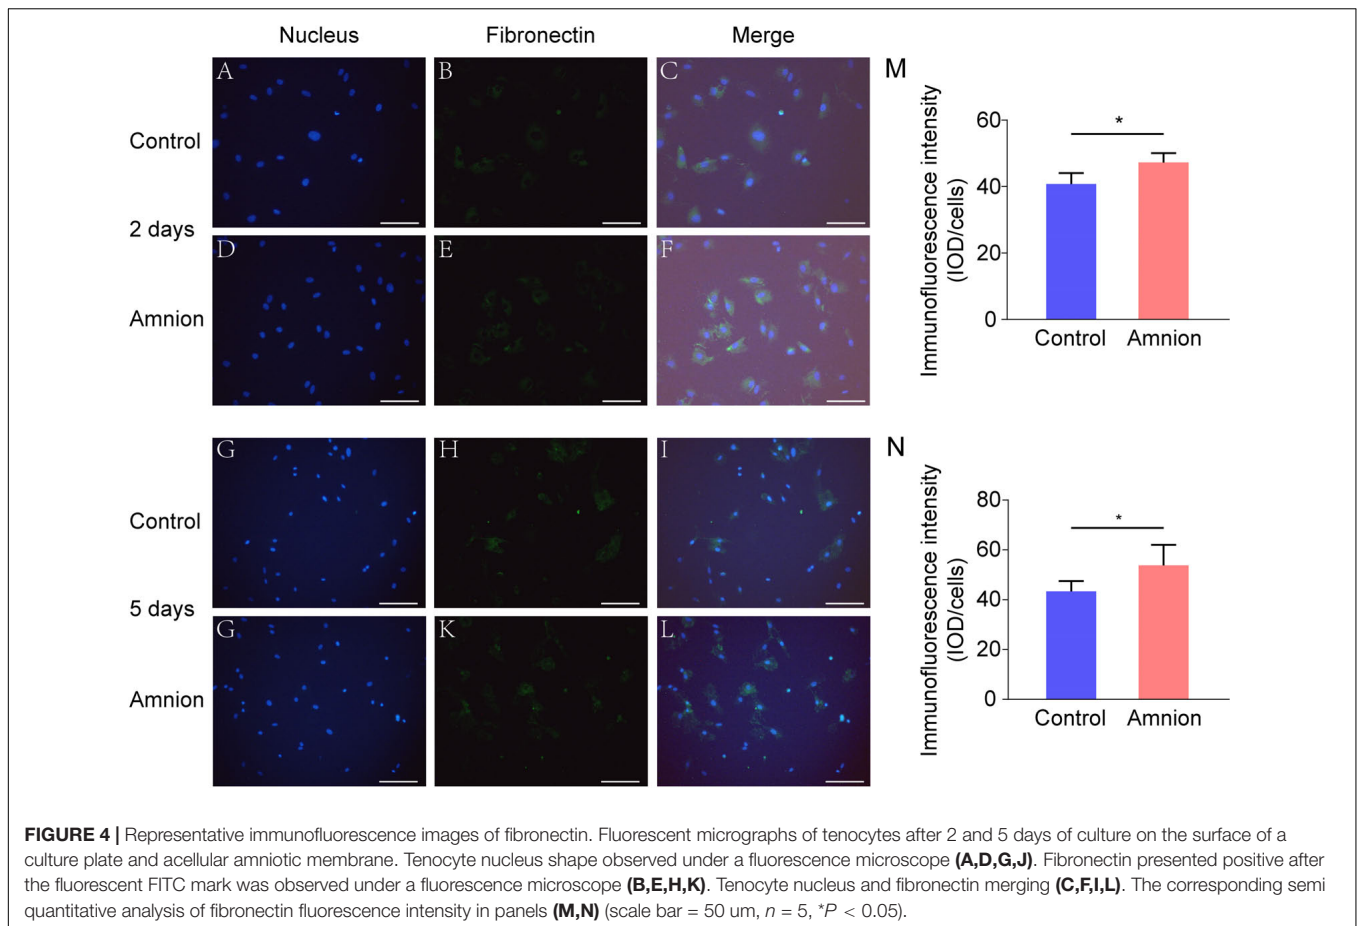 Nucleus Fibronectin Merge
A B C
Control
2 days
D E F
Amnion
G H I
Control
5 days
G K L
Amnion
M
Immunofluorescence intensity
(IOD/cells)
60
40
20
0
*
Control Amnion
N
Immunofluorescence intensity
(IOD/cells)
80
60
40
20
0
*
Control Amnion
FIGURE 4 | Representative immunofluorescence images of fibronectin. Fluorescent micrographs of tenocytes after 2 and 5 days of culture on the surface of a
culture plate and acellular amniotic membrane. Tenocyte nucleus shape observed under a fluorescence microscope (A,D,G,J). Fibronectin presented positive after
the fluorescent FITC mark was observed under a fluorescence microscope (B,E,H,K). Tenocyte nucleus and fibronectin merging (C,F,I,L). The corresponding semi
quantitative analysis of fibronectin fluorescence intensity in panels (M,N) (scale bar = 50 um, n = 5, *P < 0.05).